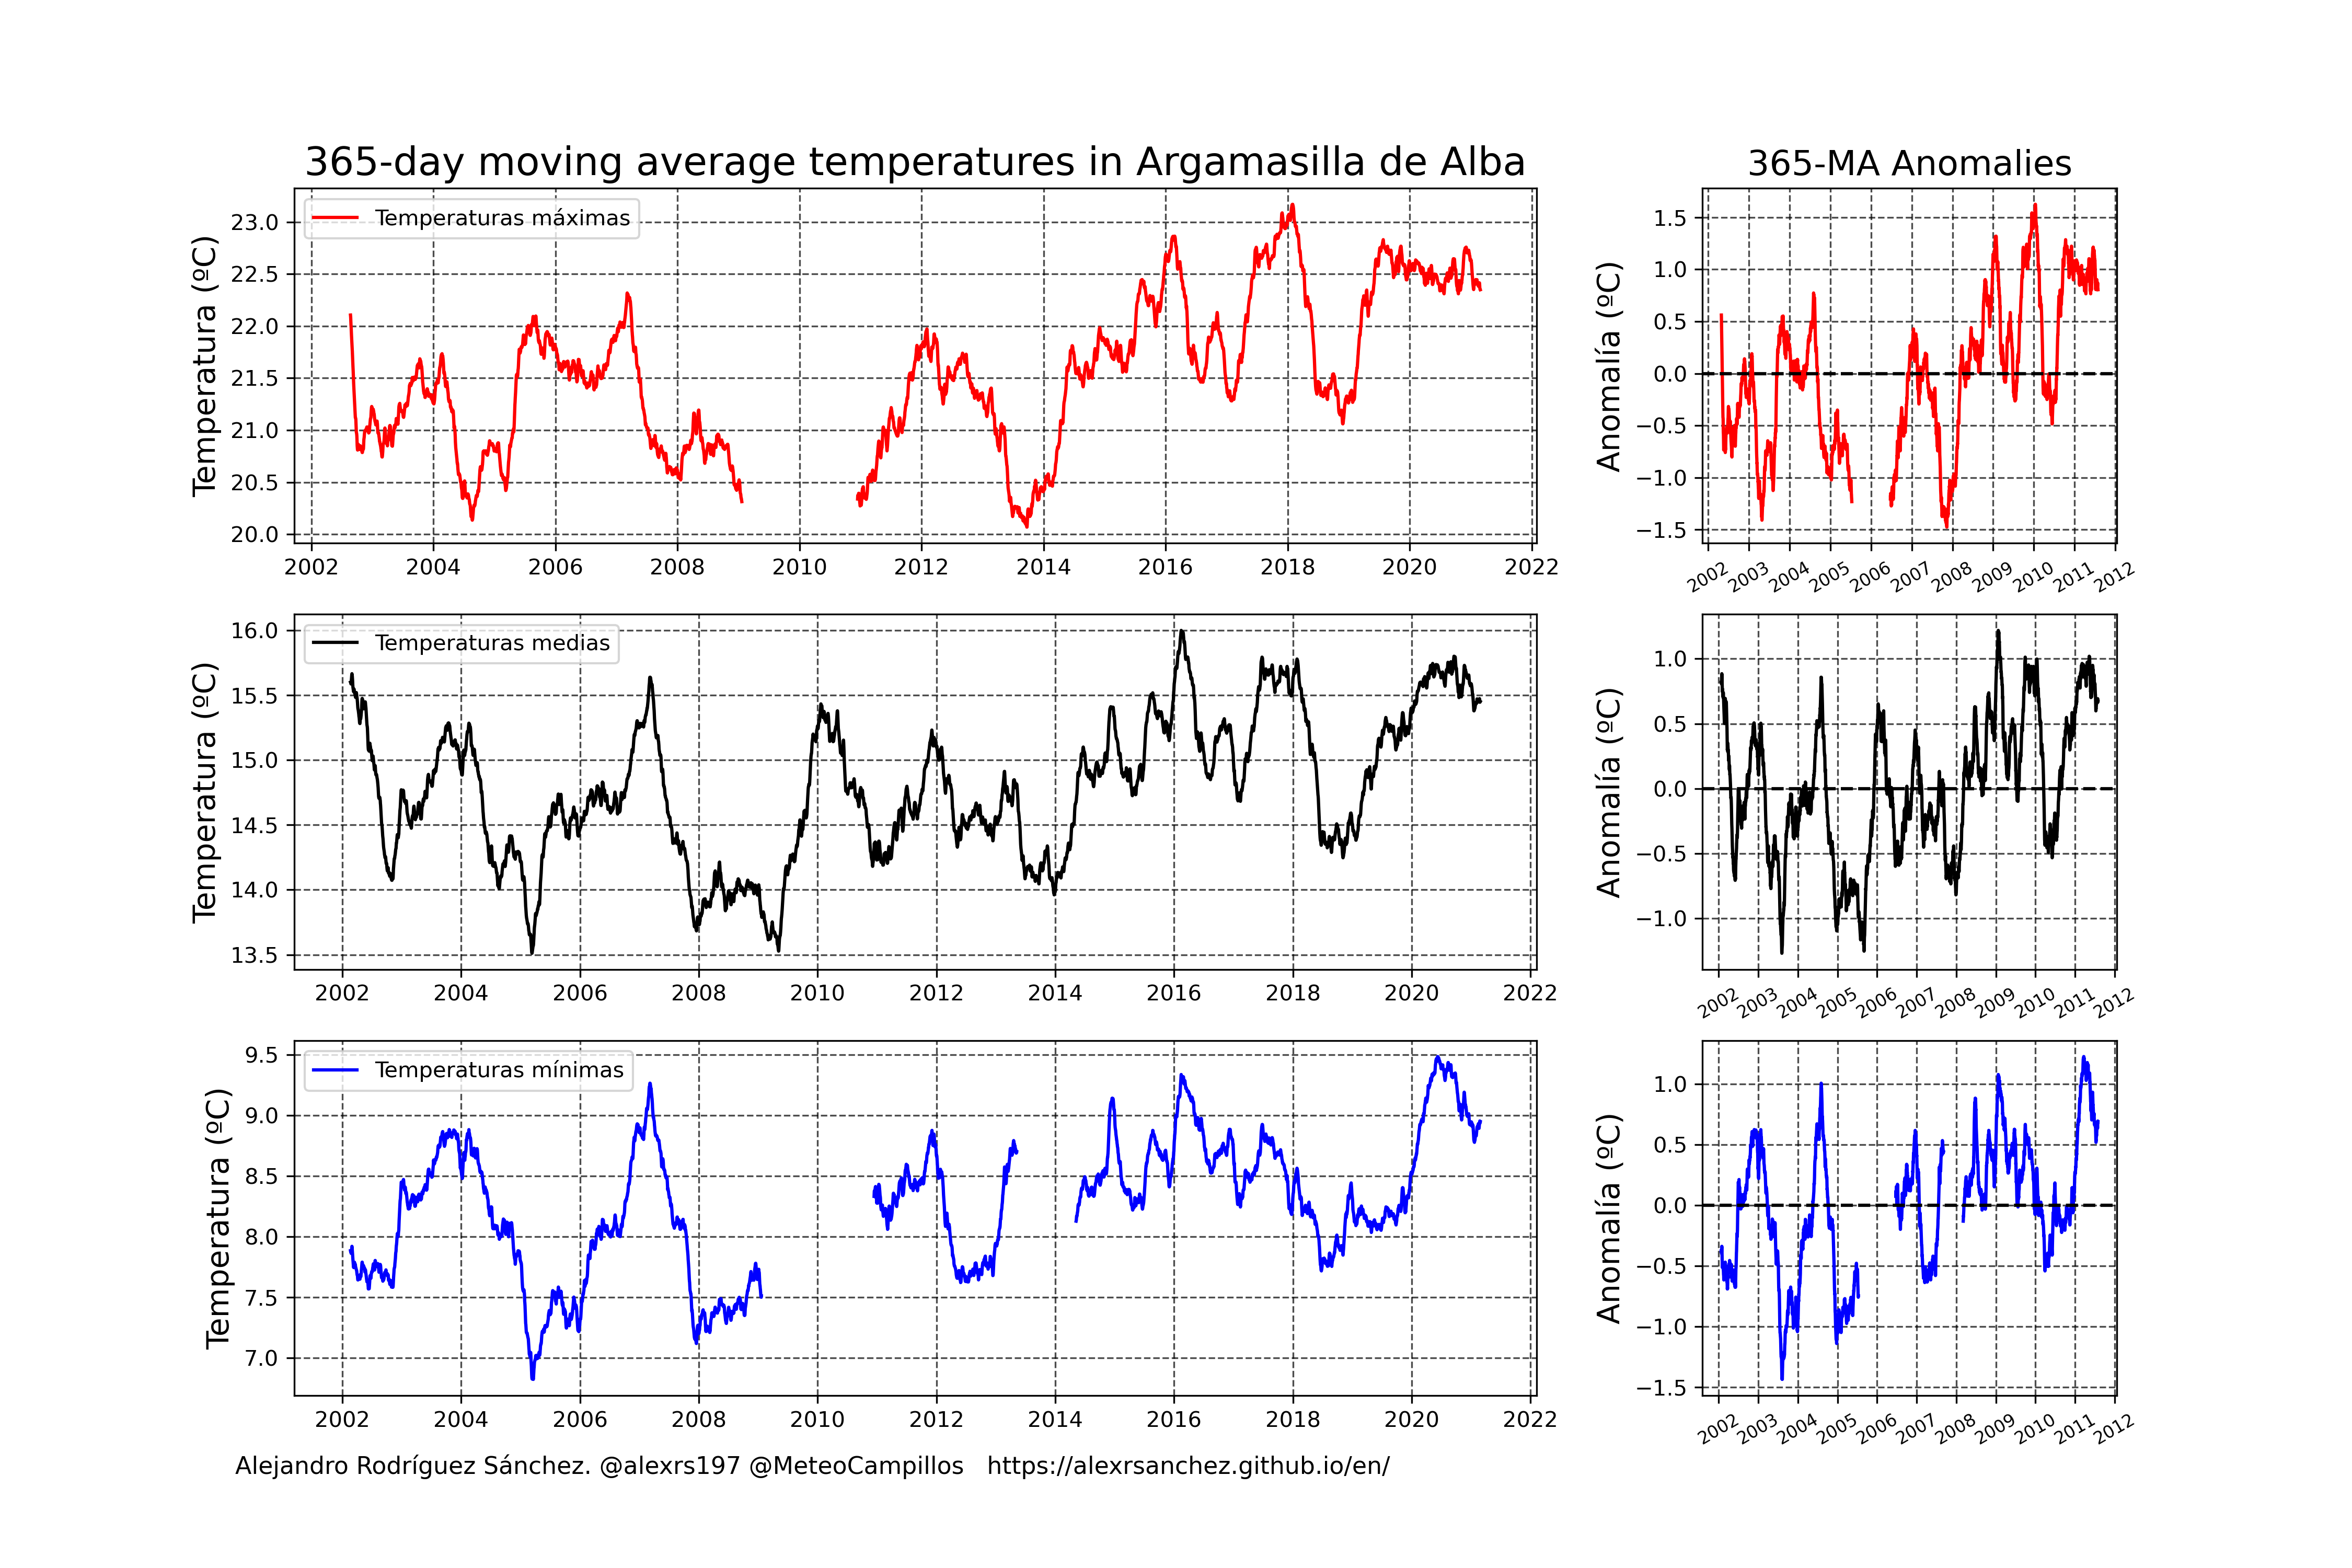 365-day moving average temperatures in Argamasilla de Alba
365-MA Anomalies
Temperatura (ºC)
Temperaturas máximas
23.0
22.5
22.0
21.5
21.0
20.5
20.0
2002 2004 2006 2008 2010 2012 2014 2016 2018 2020 2022
Anomalía (ºC)
1.5
1.0
0.5
0.0
−0.5
−1.0
−1.5
2002 2003 2004 2005 2006 2007 2008 2009 2010 2011 2012
Temperatura (ºC)
Temperaturas medias
16.0
15.5
15.0
14.5
14.0
13.5
2002 2004 2006 2008 2010 2012 2014 2016 2018 2020 2022
Anomalía (ºC)
1.0
0.5
0.0
−0.5
−1.0
2002 2003 2004 2005 2006 2007 2008 2009 2010 2011 2012
Temperatura (ºC)
Temperaturas mínimas
9.5
9.0
8.5
8.0
7.5
7.0
2002 2004 2006 2008 2010 2012 2014 2016 2018 2020 2022
Anomalía (ºC)
1.0
0.5
0.0
−0.5
−1.0
−1.5
2002 2003 2004 2005 2006 2007 2008 2009 2010 2011 2012
Alejandro Rodríguez Sánchez. @alexrs197 @MeteoCampillos https://alexrsanchez.github.io/en/